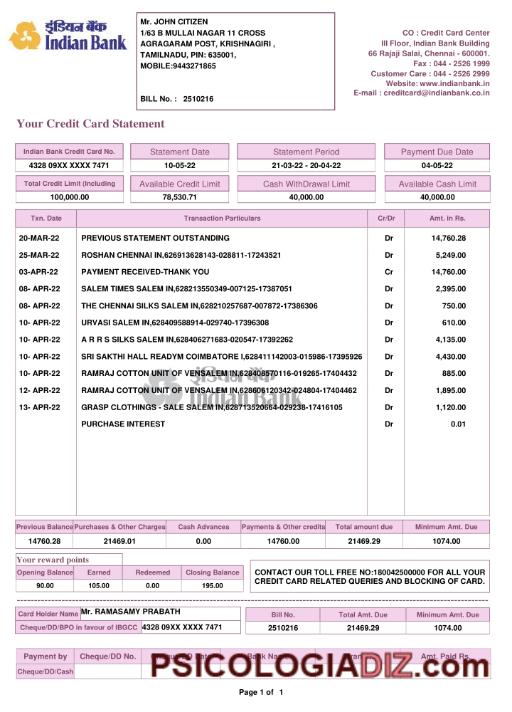 इंडियन बैंक
Indian Bank
Mr. JOHN CITIZEN
1/63 B MULLAI NAGAR 11 CROSS
AGRAGARAM POST, KRISHNAGIRI ,
TAMILNADU, PIN: 635001,
MOBILE:9443271865
BILL No. : 2510216
CO : Credit Card Center
III Floor, Indian Bank Building
66 Rajaji Salai, Chennai - 600001.
Fax : 044 - 2526 1999
Customer Care : 044 - 2526 2999
Website: www.indianbank.in
E-mail : creditcard@indianbank.co.in
Your Credit Card Statement
Indian Bank Credit Card No. Statement Date Statement Period Payment Due Date
4328 09XX XXXX 7471 10-05-22 21-03-22 - 20-04-22 04-05-22
Total Credit Limit (Including Available Credit Limit Cash WithDrawal Limit Available Cash Limit
100,000.00 78,530.71 40,000.00 40,000.00
Txn. Date Transaction Particulars Cr/Dr Amt. in Rs.
20-MAR-22 PREVIOUS STATEMENT OUTSTANDING Dr 14,760.28
25-MAR-22 ROSHAN CHENNAI IN,626913628143-028811-17243521 Dr 5,249.00
03-APR-22 PAYMENT RECEIVED-THANK YOU Cr 14,760.00
08- APR-22 SALEM TIMES SALEM IN,628213550349-007125-17387051 Dr 2,395.00
08- APR-22 THE CHENNAI SILKS SALEM IN,628210257687-007872-17386306 Dr 750.00
10- APR-22 URVASI SALEM IN,628409588914-029740-17396308 Dr 610.00
10- APR-22 A R R S SILKS SALEM IN,628406271683-020547-17392262 Dr 4,135.00
10- APR-22 SRI SAKTHI HALL READYM COIMBATORE I,628411142003-015986-17395926 Dr 4,430.00
10- APR-22 RAMRAJ COTTON UNIT OF VENSALEM IN,628408570116-019265-17404432 Dr 885.00
12- APR-22 RAMRAJ COTTON UNIT OF VENSALEM IN,628606120342-024804-17404462 Dr 1,895.00
13- APR-22 GRASP CLOTHINGS - SALE SALEM IN,628713520664-029238-17416105 Dr 1,120.00
PURCHASE INTEREST Dr 0.01
इंडियन बैंक
Indian Bank
Previous Balance Purchases & Other Charges Cash Advances Payments & Other credits Total amount due Minimum Amt. Due
14760.28 21469.01 0.00 14760.00 21469.29 1074.00
Your reward points
Opening Balance Earned Redeemed Closing Balance
90.00 105.00 0.00 195.00
CONTACT OUR TOLL FREE NO:180042500000 FOR ALL YOUR
CREDIT CARD RELATED QUERIES AND BLOCKING OF CARD.
Card Holder Name Mr. RAMASAMY PRABATH Bill No. Total Amt. Due Minimum Amt. Due
Cheque/DD/BPO in favour of IBGCC 4328 09XX XXXX 7471 2510216 21469.29 1074.00
Payment by Cheque/DD No. Amt. Paid Rs.
Cheque/DD/Cash
PSICOLOGIADIZ.com
Page 1 of 1